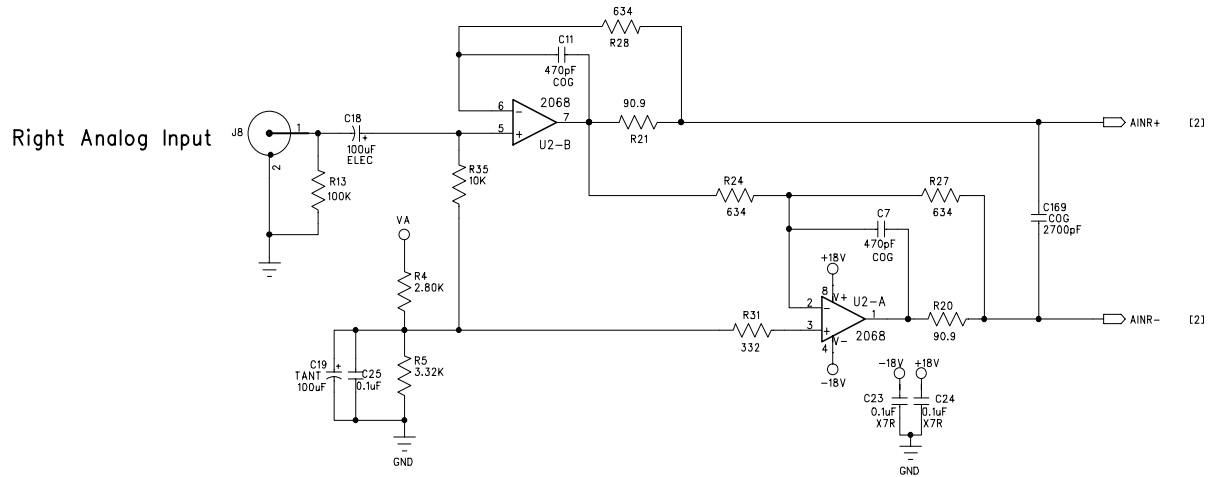 634
R28
C11
470pF
COG
2068
6
-
5
+
7
U2-B
90.9
R21
AINR+ [2]
Right Analog Input
J8
1
2
C18
+
100uF
ELEC
R13
100K
R35
10K
R24
634
R27
634
C169
COG
2700pF
C7
470pF
COG
VA
R4
2.80K
+18V
8
V+
U2-A
2
-
3
+
1
2068
4
V-
-18V
R31
332
R20
90.9
AINR- [2]
C19
+
TANT
100uF
C25
0.1uF
R5
3.32K
GND
-18V +18V
C23
0.1uF
X7R
C24
0.1uF
X7R
GND